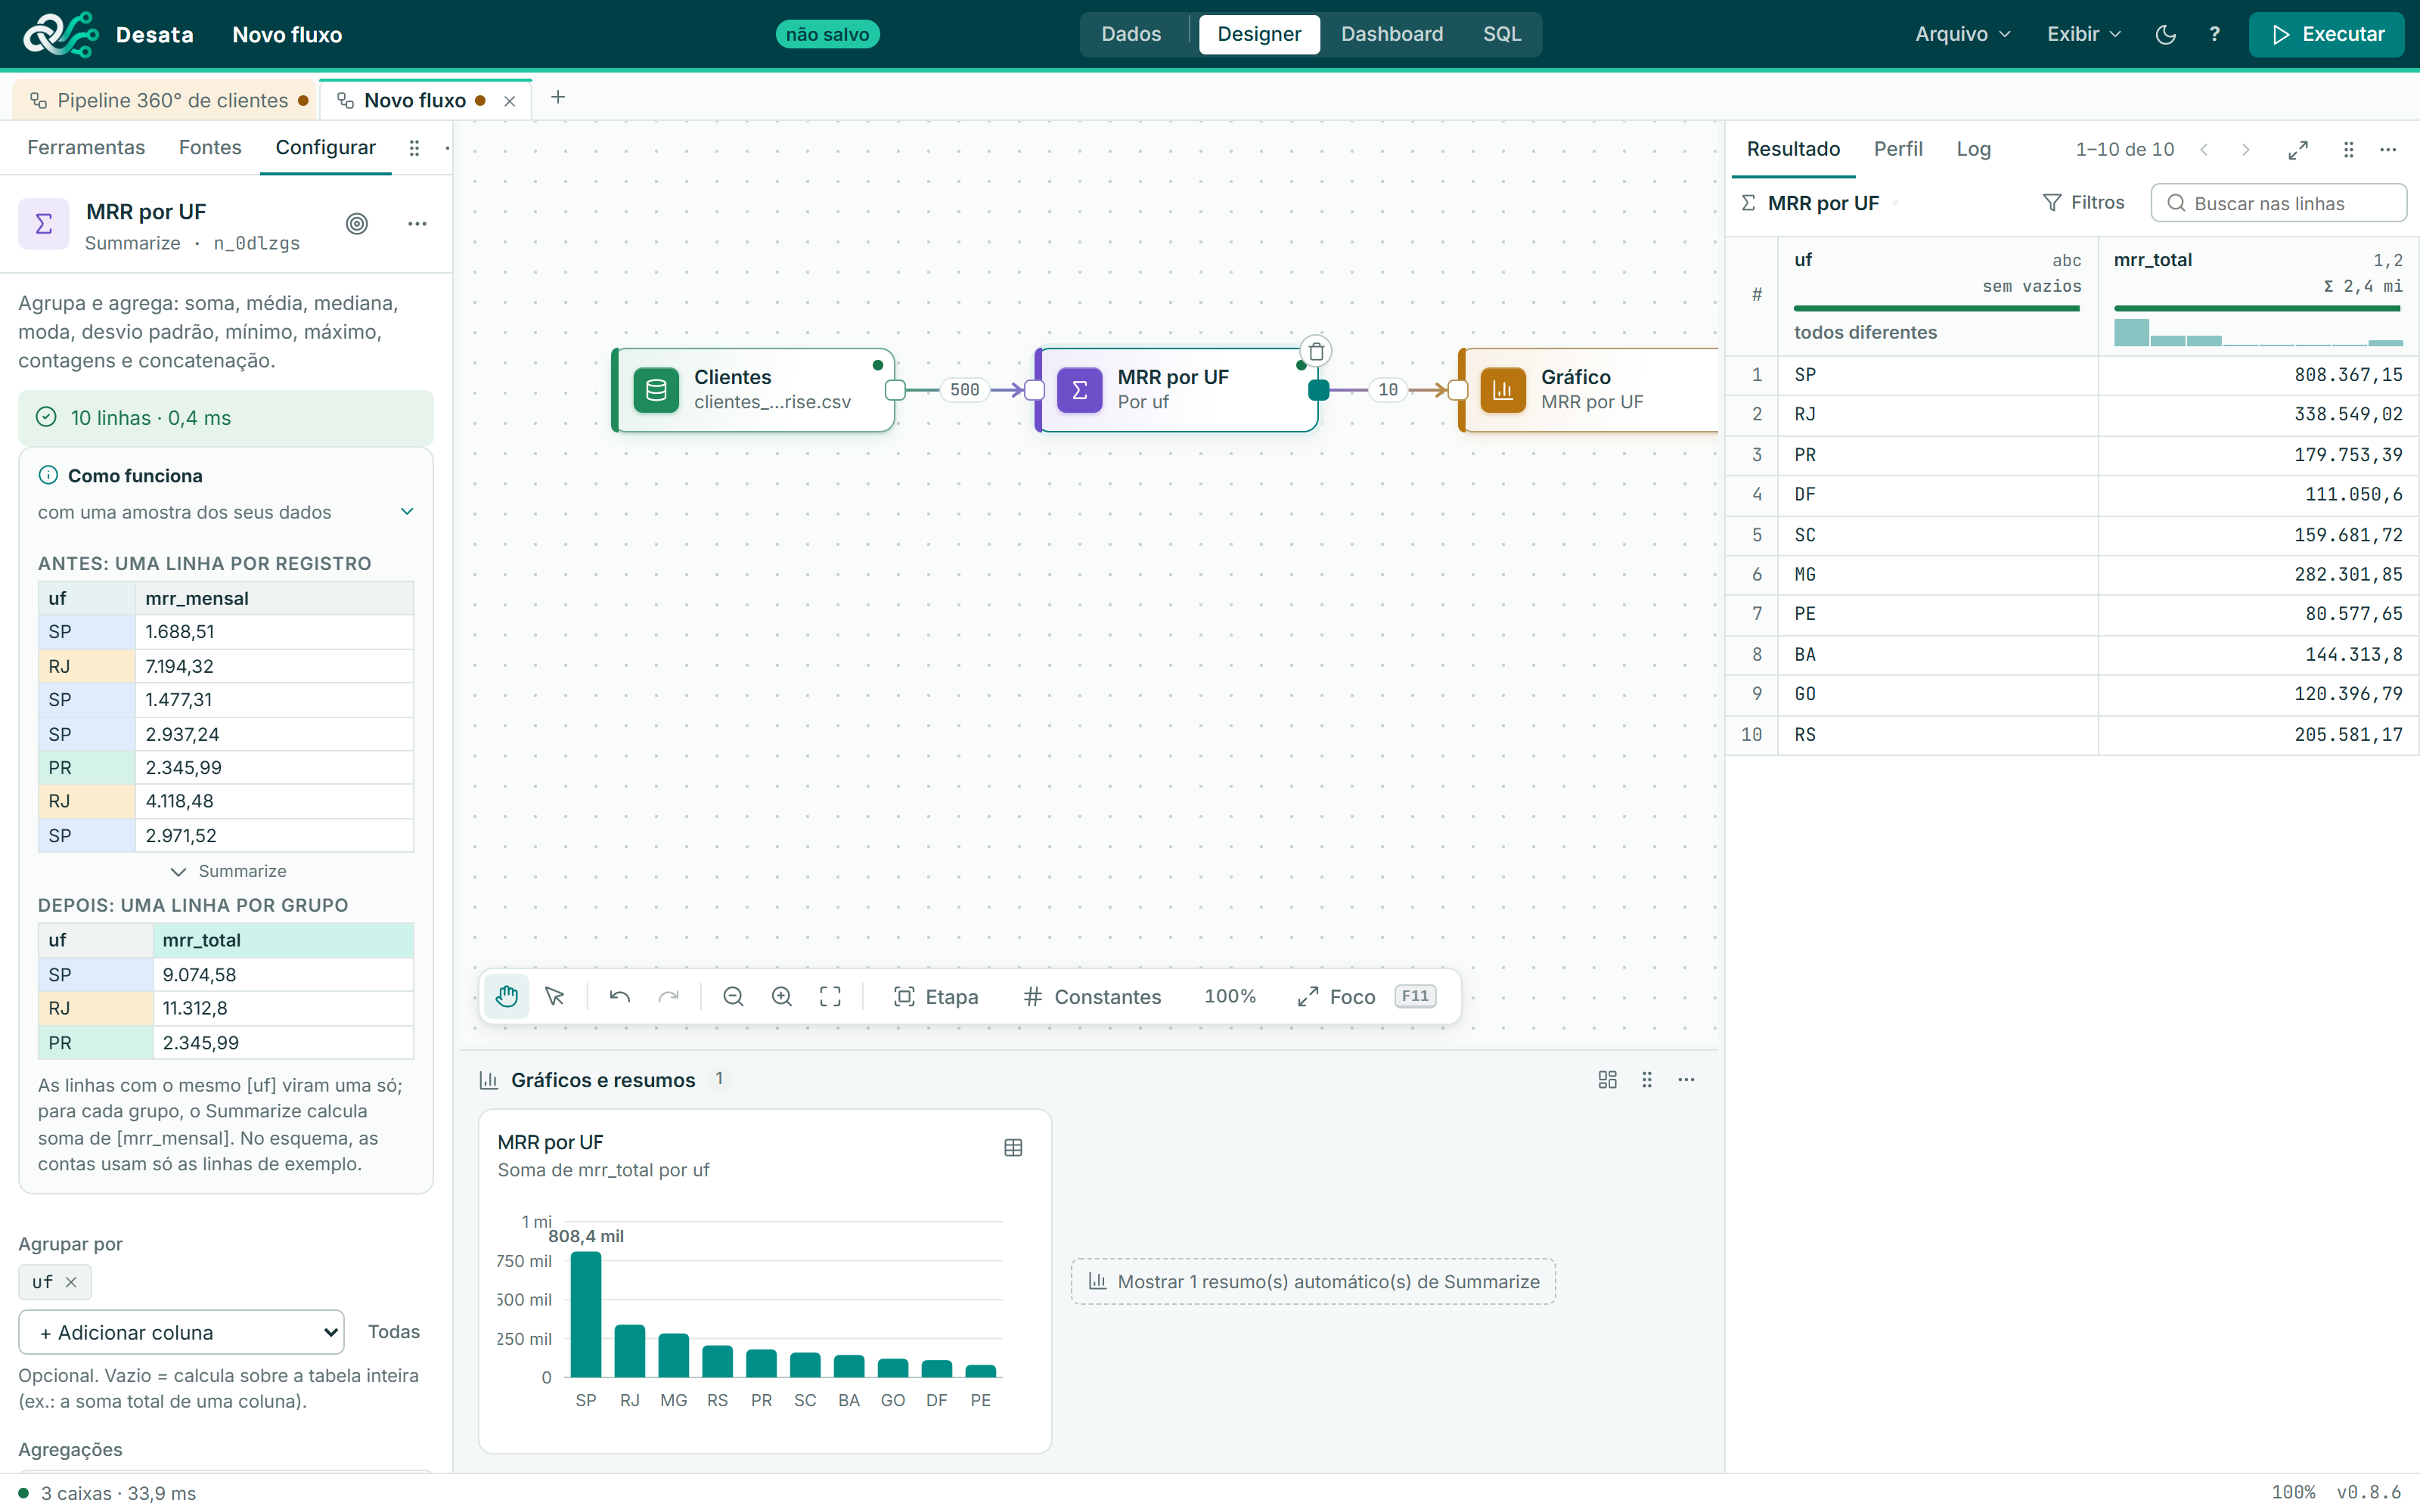 Desata
Novo fluxo
não salvo
Dados
Designer
Dashboard
SQL
Arquivo
Exibir
?
Executar
Pipeline 360° de clientes
Novo fluxo
Ferramentas
Fontes
Configurar
MRR por UF
Summarize · n_0dlzgs
Agrupa e agrega: soma, média, mediana,
moda, desvio padrão, mínimo, máximo,
contagens e concatenação.
10 linhas · 0,4 ms
Como funciona
com uma amostra dos seus dados
ANTES: UMA LINHA POR REGISTRO
uf mrr_mensal
SP 1.688,51
RJ 7.194,32
SP 1.477,31
SP 2.937,24
PR 2.345,99
RJ 4.118,48
SP 2.971,52
Summarize
DEPOIS: UMA LINHA POR GRUPO
uf mrr_total
SP 9.074,58
RJ 11.312,8
PR 2.345,99
As linhas com o mesmo [uf] viram uma só;
para cada grupo, o Summarize calcula
soma de [mrr_mensal]. No esquema, as
contas usam só as linhas de exemplo.
Agrupar por
uf
+ Adicionar coluna
Todas
Opcional. Vazio = calcula sobre a tabela inteira
(ex.: a soma total de uma coluna).
Agregações
Clientes
clientes_...rise.csv
500
MRR por UF
Por uf
10
Gráfico
MRR por UF
Etapa
Constantes
100%
Foco F11
Gráficos e resumos 1
MRR por UF
Soma de mrr_total por uf
1 mi
808,4 mil
750 mil
500 mil
250 mil
0
SP RJ MG RS PR SC BA GO DF PE
Mostrar 1 resumo(s) automático(s) de Summarize
Resultado
Perfil
Log
1–10 de 10
Σ MRR por UF
Filtros
Buscar nas linhas
# uf abc mrr_total 1,2
sem vazios Σ 2,4 mi
todos diferentes
1 SP 808.367,15
2 RJ 338.549,02
3 PR 179.753,39
4 DF 111.050,6
5 SC 159.681,72
6 MG 282.301,85
7 PE 80.577,65
8 BA 144.313,8
9 GO 120.396,79
10 RS 205.581,17
3 caixas · 33,9 ms
100% v0.8.6